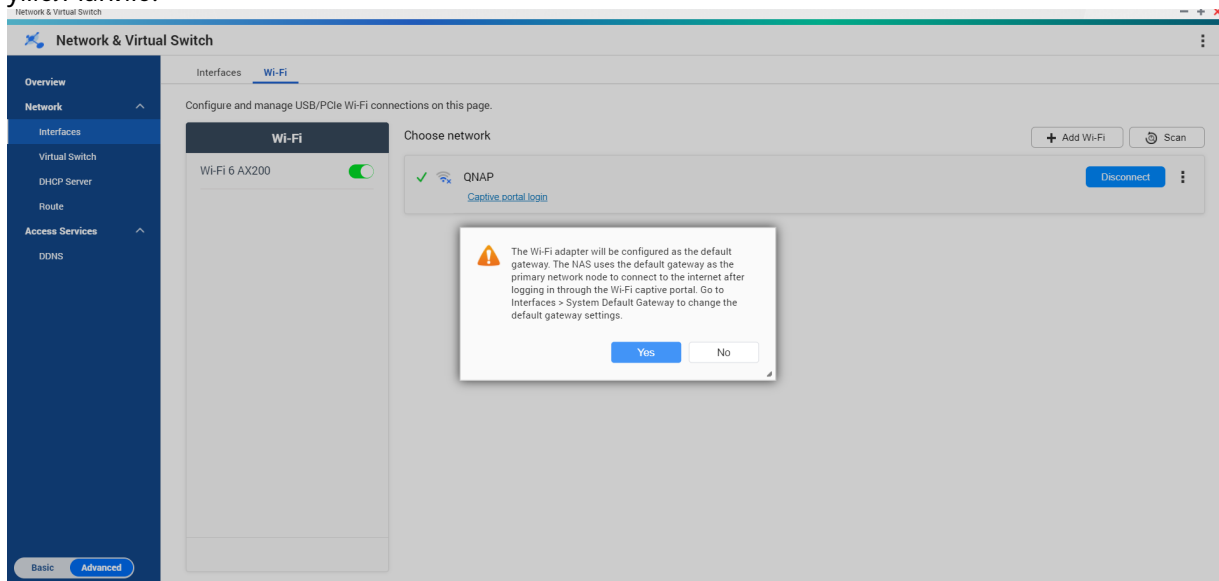 Network & Virtual Switch
Network & Virtual Switch
Overview
Network
Interfaces
Virtual Switch
DHCP Server
Route
Access Services
DDNS
Basic
Advanced
Interfaces
Wi-Fi
Configure and manage USB/PCIe Wi-Fi connections on this page.
Wi-Fi
Wi-Fi 6 AX200
Choose network
+ Add Wi-Fi
Scan
QNAP
Captive portal login
Disconnect
The Wi-Fi adapter will be configured as the default
gateway. The NAS uses the default gateway as the
primary network node to connect to the internet after
logging in through the Wi-Fi captive portal. Go to
Interfaces > System Default Gateway to change the
default gateway settings.
Yes
No